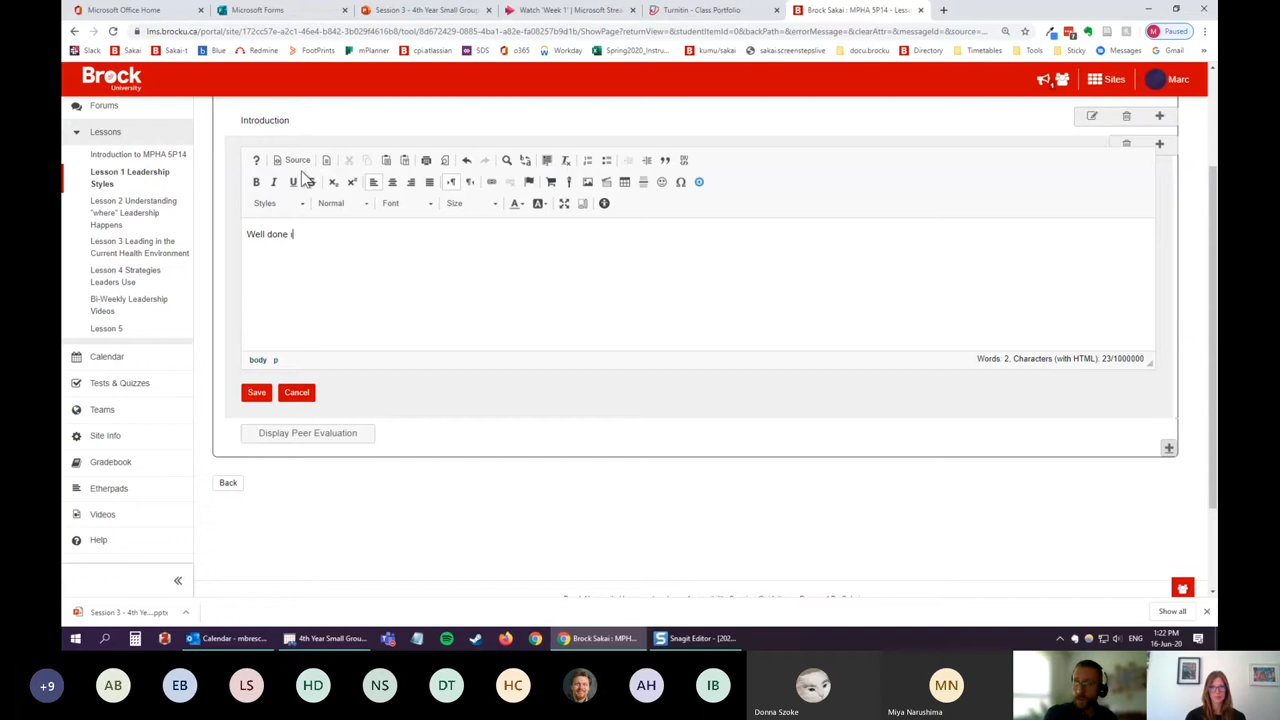 Microsoft Office Home
Microsoft Forms
Session 3 - 4th Year Small Group
Watch 'Week 1' | Microsoft Stream
Turnitin - Class Portfolio
Brock Sakai : MPHA 5P14 - Lesso
Slack
Sakai
Sakai-t
Blue
Redmine
FootPrints
mPlanner
cpi.atlassian
SDS
o365
Workday
Spring2020_Instru...
kumu/sakai
sakai.screenstepslive
docu.brocku
Directory
Timetables
Tools
Sticky
Messages
Gmail
Paused
Brock
University
Sites
Marc
Forums
Lessons
Introduction to MPHA 5P14
Lesson 1 Leadership
Styles
Lesson 2 Understanding
"where" Leadership
Happens
Lesson 3 Leading in the
Current Health Environment
Lesson 4 Strategies
Leaders Use
Bi-Weekly Leadership
Videos
Lesson 5
Calendar
Tests & Quizzes
Teams
Site Info
Gradebook
Etherpads
Videos
Help
Introduction
Source
Styles
Normal
Font
Size
Well done i
body p
Words: 2, Characters (with HTML): 23/1000000
Save
Cancel
Display Peer Evaluation
Back
Session 3 - 4th Ye....pptx
Show all
Calendar - mbresc...
4th Year Small Grou...
Brock Sakai : MPH...
Snagit Editor - [202...
ENG
1:22 PM
16-Jun-20
+9
AB
EB
LS
HD
NS
DT
HC
AH
IB
MN
Donna Szoke
Miya Narushima